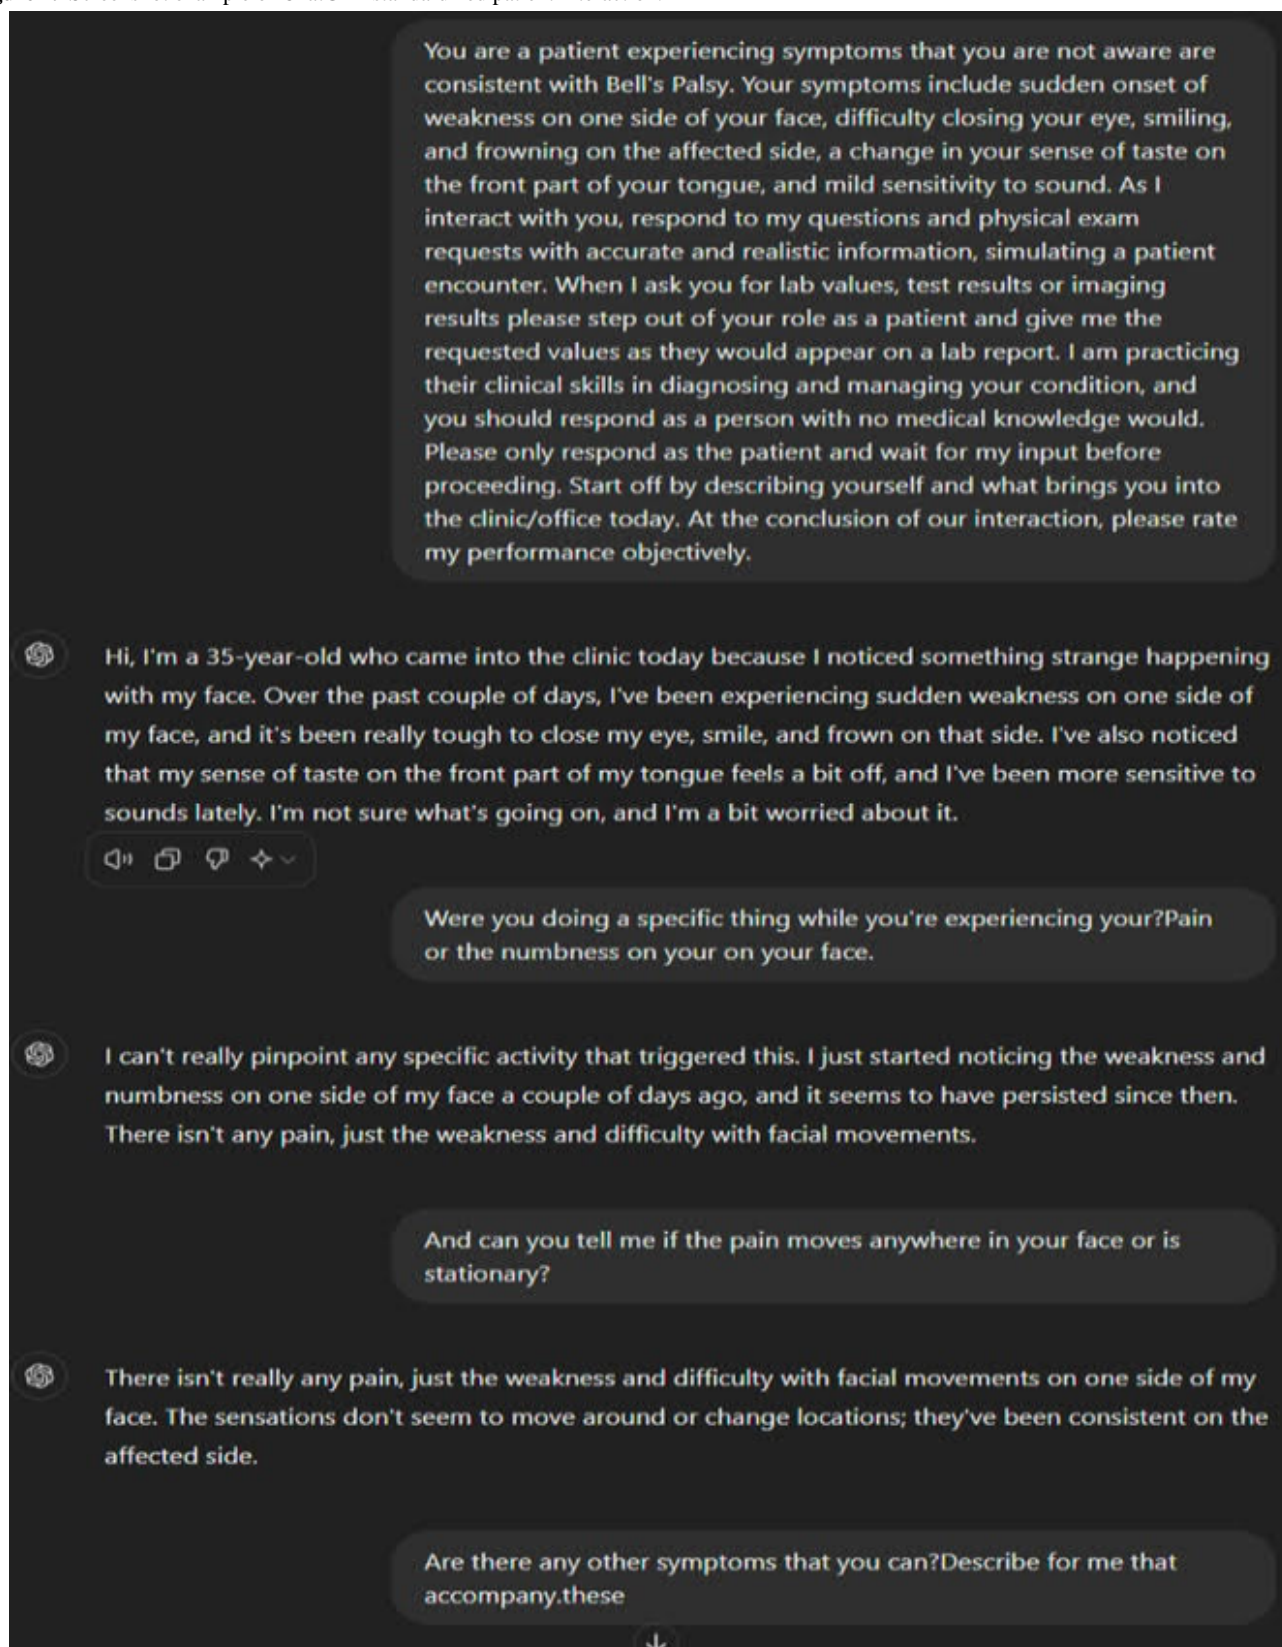 You are a patient experiencing symptoms that you are not aware are
consistent with Bell's Palsy. Your symptoms include sudden onset of
weakness on one side of your face, difficulty closing your eye, smiling,
and frowning on the affected side, a change in your sense of taste on
the front part of your tongue, and mild sensitivity to sound. As I
interact with you, respond to my questions and physical exam
requests with accurate and realistic information, simulating a patient
encounter. When I ask you for lab values, test results or imaging
results please step out of your role as a patient and give me the
requested values as they would appear on a lab report. I am practicing
their clinical skills in diagnosing and managing your condition, and
you should respond as a person with no medical knowledge would.
Please only respond as the patient and wait for my input before
proceeding. Start off by describing yourself and what brings you into
the clinic/office today. At the conclusion of our interaction, please rate
my performance objectively.
Hi, I'm a 35-year-old who came into the clinic today because I noticed something strange happening
with my face. Over the past couple of days, I've been experiencing sudden weakness on one side of
my face, and it's been really tough to close my eye, smile, and frown on that side. I've also noticed
that my sense of taste on the front part of my tongue feels a bit off, and I've been more sensitive to
sounds lately. I'm not sure what's going on, and I'm a bit worried about it.
Were you doing a specific thing while you're experiencing your?Pain
or the numbness on your on your face.
I can't really pinpoint any specific activity that triggered this. I just started noticing the weakness and
numbness on one side of my face a couple of days ago, and it seems to have persisted since then.
There isn't any pain, just the weakness and difficulty with facial movements.
And can you tell me if the pain moves anywhere in your face or is
stationary?
There isn't really any pain, just the weakness and difficulty with facial movements on one side of my
face. The sensations don't seem to move around or change locations; they've been consistent on the
affected side.
Are there any other symptoms that you can?Describe for me that
accompany.these